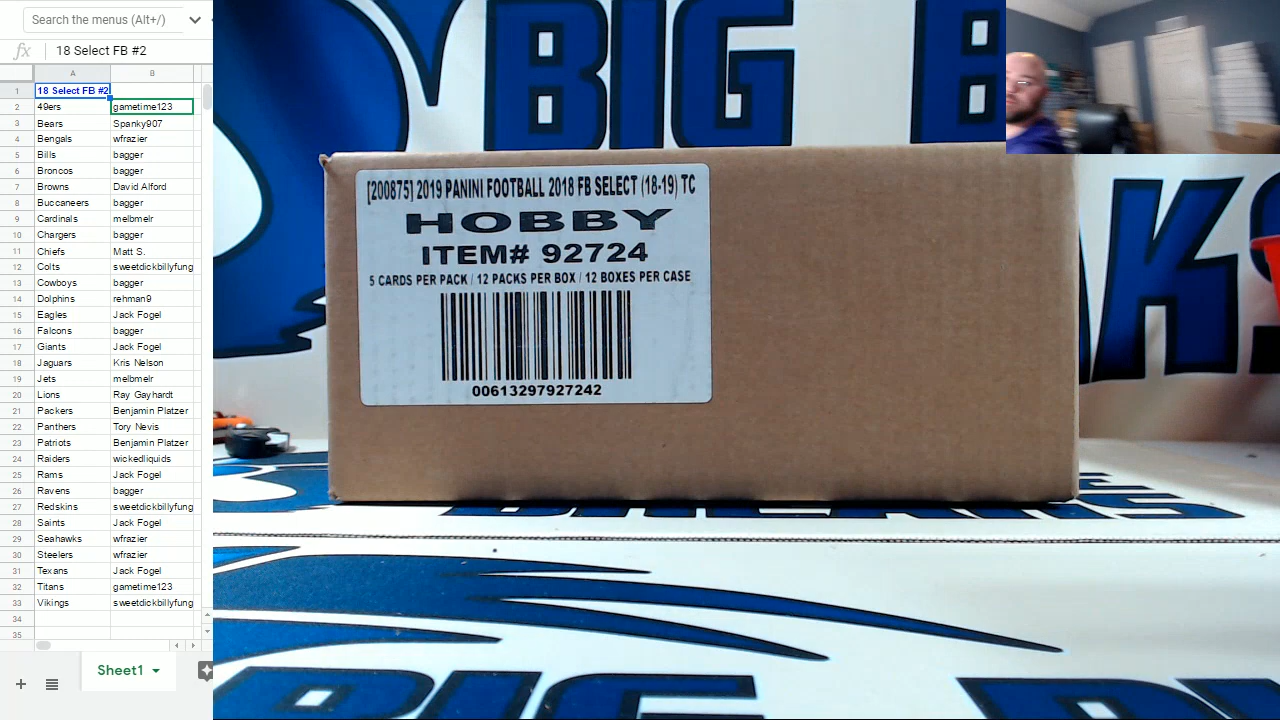 Search the menus (Alt+/)
fx 18 Select FB #2
A B
1 18 Select FB #2
2 49ers gametime123
3 Bears Spanky907
4 Bengals wfrazier
5 Bills bagger
6 Broncos bagger
7 Browns David Alford
8 Buccaneers bagger
9 Cardinals melbmelr
10 Chargers bagger
11 Chiefs Matt S.
12 Colts sweetdickbillyfung
13 Cowboys bagger
14 Dolphins rehman9
15 Eagles Jack Fogel
16 Falcons bagger
17 Giants Jack Fogel
18 Jaguars Kris Nelson
19 Jets melbmelr
20 Lions Ray Gayhardt
21 Packers Benjamin Platzer
22 Panthers Tory Nevis
23 Patriots Benjamin Platzer
24 Raiders wickedliquids
25 Rams Jack Fogel
26 Ravens bagger
27 Redskins sweetdickbillyfung
28 Saints Jack Fogel
29 Seahawks wfrazier
30 Steelers wfrazier
31 Texans Jack Fogel
32 Titans gametime123
33 Vikings sweetdickbillyfung
34
35
Sheet1
BIG B
[200875] 2019 PANINI FOOTBALL 2018 FB SELECT (18-19) TC
HOBBY
ITEM# 92724
5 CARDS PER PACK / 12 PACKS PER BOX / 12 BOXES PER CASE
00613297927242
AKS
BREAKS
BIG B